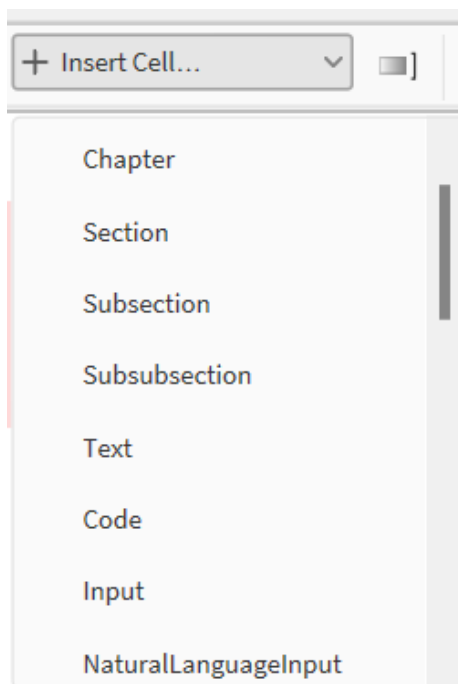 + Insert Cell...
Chapter
Section
Subsection
Subsubsection
Text
Code
Input
NaturalLanguageInput